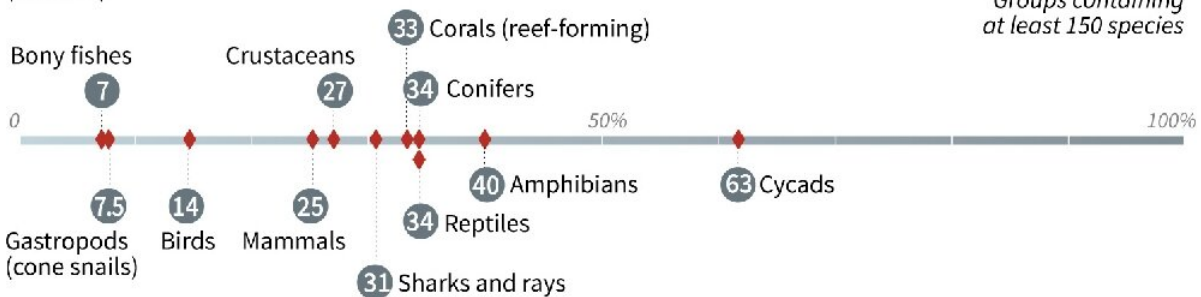 Groups containing
at least 150 species
33 Corals (reef-forming)
Bony fishes
Crustaceans
7
27
34 Conifers
0
50%
100%
7.5
14
25
40 Amphibians
63 Cycads
34 Reptiles
Gastropods
(cone snails)
Birds
Mammals
31 Sharks and rays